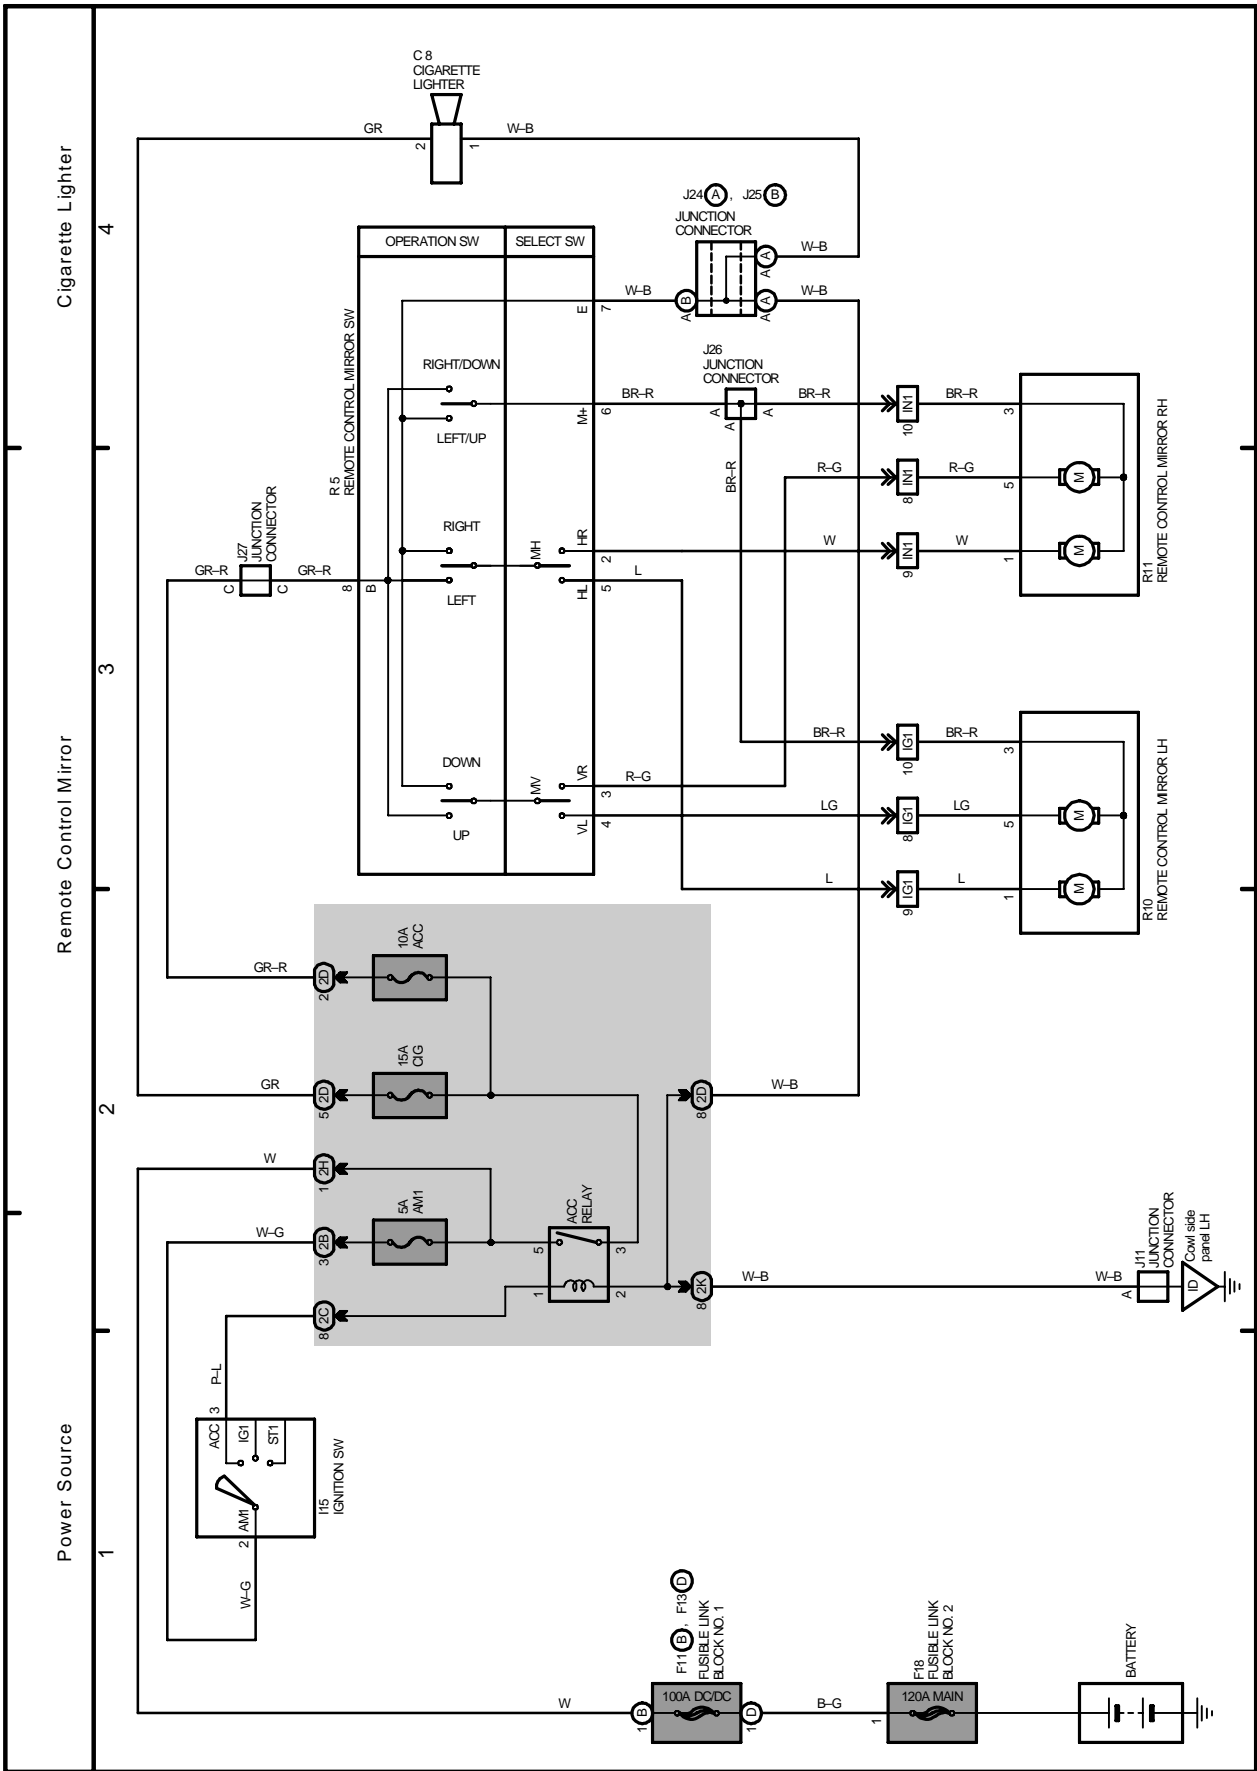 Cigarette Lighter
Remote Control Mirror
Power Source
4
3
2
1
C 8
CIGARETTE
LIGHTER
GR
W–B
2
1
J24 A , J25 B
JUNCTION
CONNECTOR
OPERATION SW
SELECT SW
W–B
W–B
W–B
B
A
A
A
A
A
E
7
R 5
REMOTE CONTROL MIRROR SW
RIGHT/DOWN
LEFT/UP
M+
6
BR–R
J26
JUNCTION
CONNECTOR
A
A
A
BR–R
BR–R
BR–R
IN1
10
3
J27
JUNCTION
CONNECTOR
GR–R
GR–R
C
C
8
B
RIGHT
LEFT
MH
HR
HL
2
5
L
R–G
R–G
IN1
8
5
W
W
IN1
9
1
M
M
R11
REMOTE CONTROL MIRROR RH
DOWN
UP
MV
VR
VL
3
4
R–G
BR–R
BR–R
IG1
10
3
LG
LG
IG1
8
5
L
L
IG1
9
1
M
M
R10
REMOTE CONTROL MIRROR LH
GR–R
2D
2
10A
ACC
GR
2D
5
15A
CIG
2D
8
W–B
W
2H
1
5A
AM1
W–G
2B
3
ACC
RELAY
5
3
1
2
2C
8
2K
8
W–B
W–B
A
J11
JUNCTION
CONNECTOR
ID
Cowl side
panel LH
P–L
ACC
3
IG1
ST1
AM1
2
I15
IGNITION SW
W–G
F11 B , F13 D
FUSIBLE LINK
BLOCK NO. 1
W
B
1
100A DC/DC
D
1
B–G
F18
FUSIBLE LINK
BLOCK NO. 2
1
120A MAIN
BATTERY